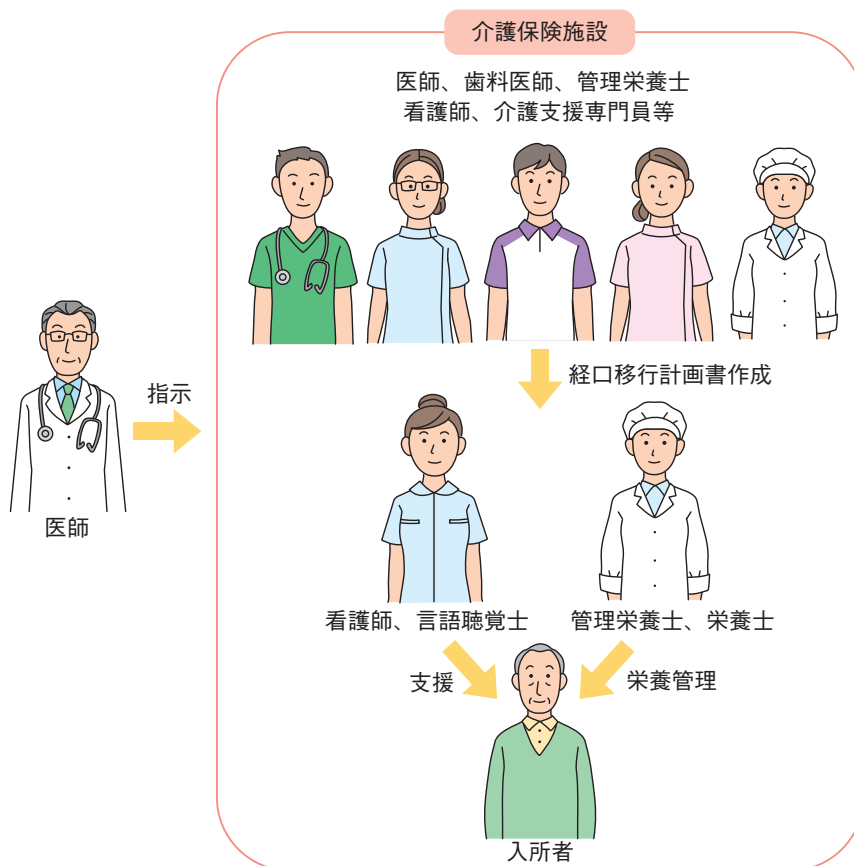 介護保険施設
医師、歯科医師、管理栄養士
看護師、介護支援専門員等
経口移行計画書作成
指示
医師
看護師、言語聴覚士
管理栄養士、栄養士
支援
栄養管理
入所者